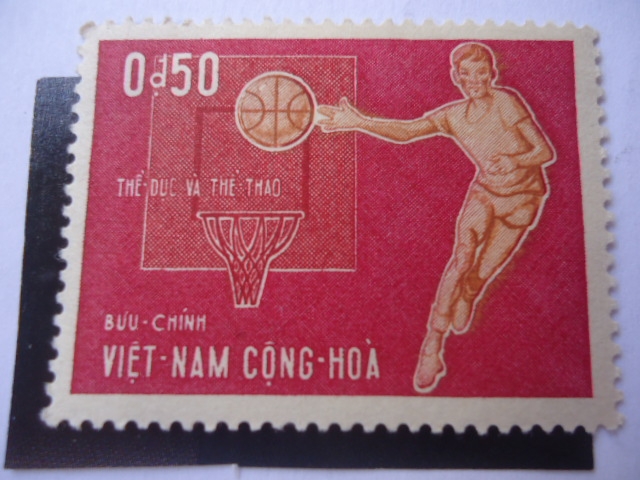 0đ50
THỂ-DỤC VÀ THỂ-THAO
BƯU-CHÍNH
VIỆT-NAM CỘNG-HOÀ